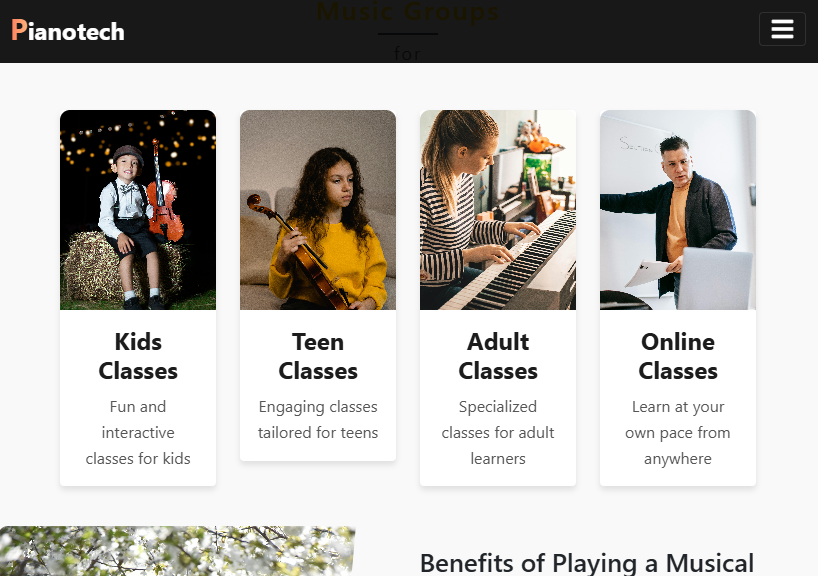 Music Groups
Pianotech
for
Kids
Classes
Fun and
interactive
classes for kids
Teen
Classes
Engaging classes
tailored for teens
Adult
Classes
Specialized
classes for adult
learners
Online
Classes
Learn at your
own pace from
anywhere
Benefits of Playing a Musical